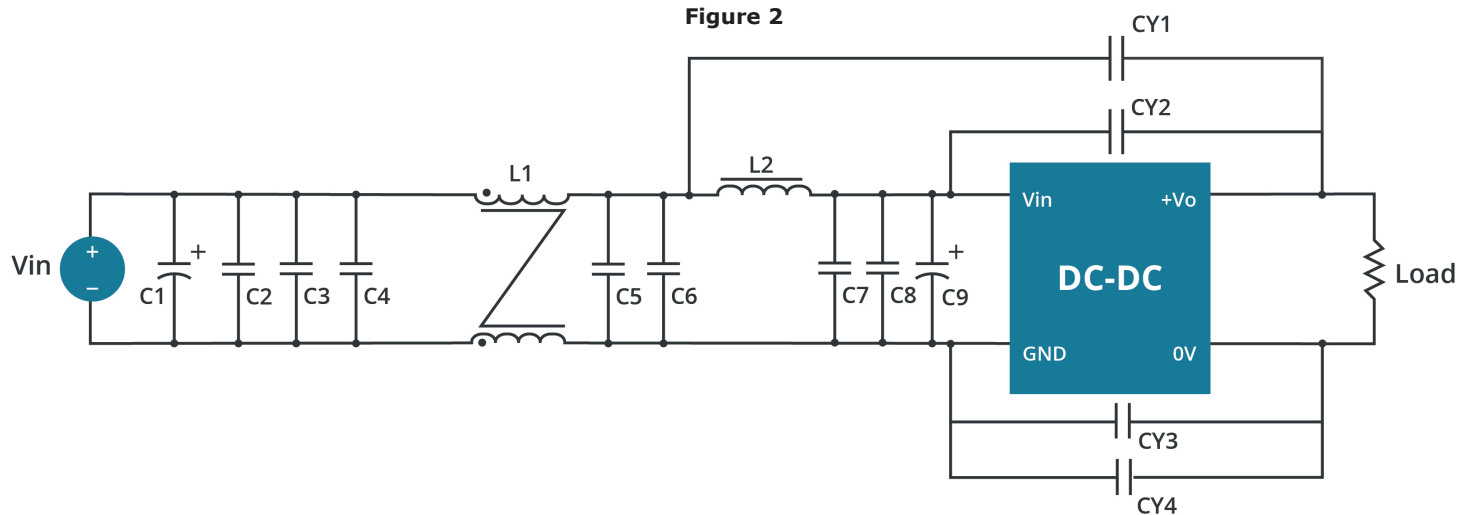 Figure 2
CY1
CY2
L1
L2
Vin
+
−
C1
+
C2
C3
C4
C5
C6
C7
C8
C9
+
Vin
+Vo
DC-DC
GND
0V
Load
CY3
CY4